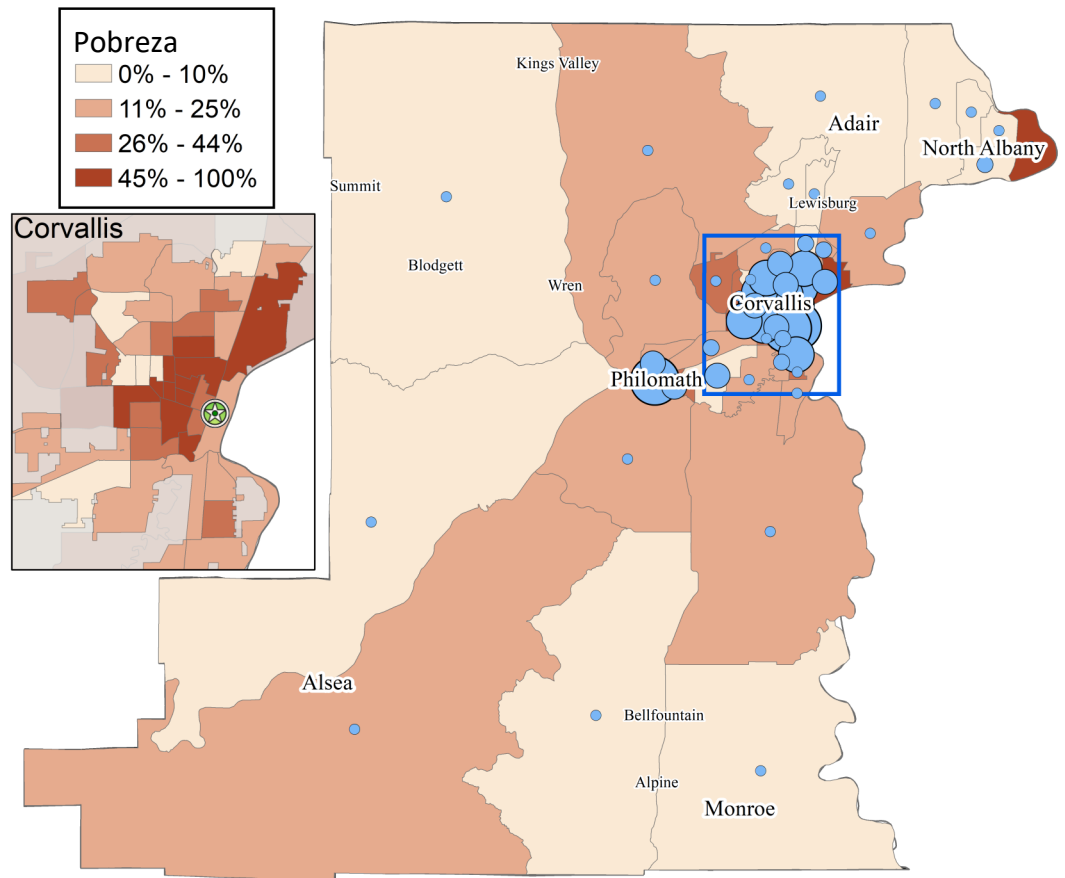 Pobreza
0% - 10%
11% - 25%
26% - 44%
45% - 100%
Corvallis
Kings Valley
Adair
North Albany
Summit
Lewisburg
Blodgett
Wren
Corvallis
Philomath
Alsea
Bellfountain
Alpine
Monroe